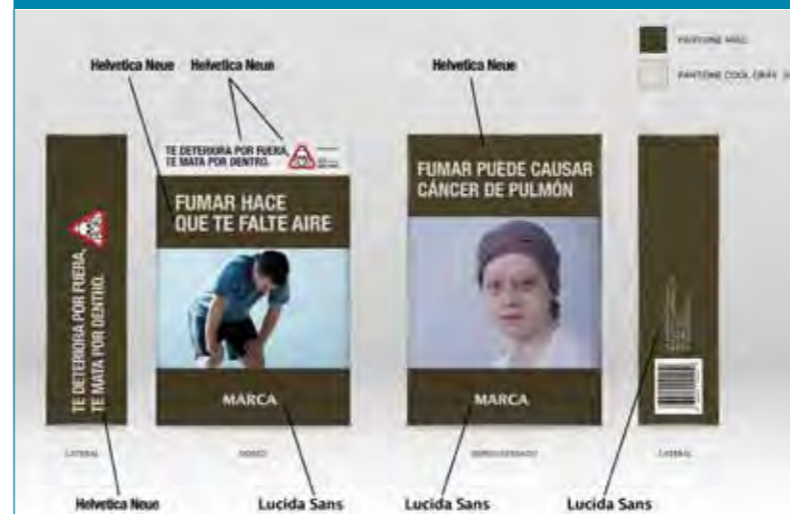 Helvetica Neue Helvetica Neue Helvetica Neue
PANTONE
PANTONE COOL GRAY
TE DETERIORA POR FUERA,
TE MATA POR DENTRO.
FUMAR HACE
QUE TE FALTE AIRE
FUMAR PUEDE CAUSAR
CÁNCER DE PULMÓN
TE DETERIORA POR FUERA,
TE MATA POR DENTRO.
MARCA
MARCA
LATERAL
LATERAL
Helvetica Neue Lucida Sans Lucida Sans Lucida Sans